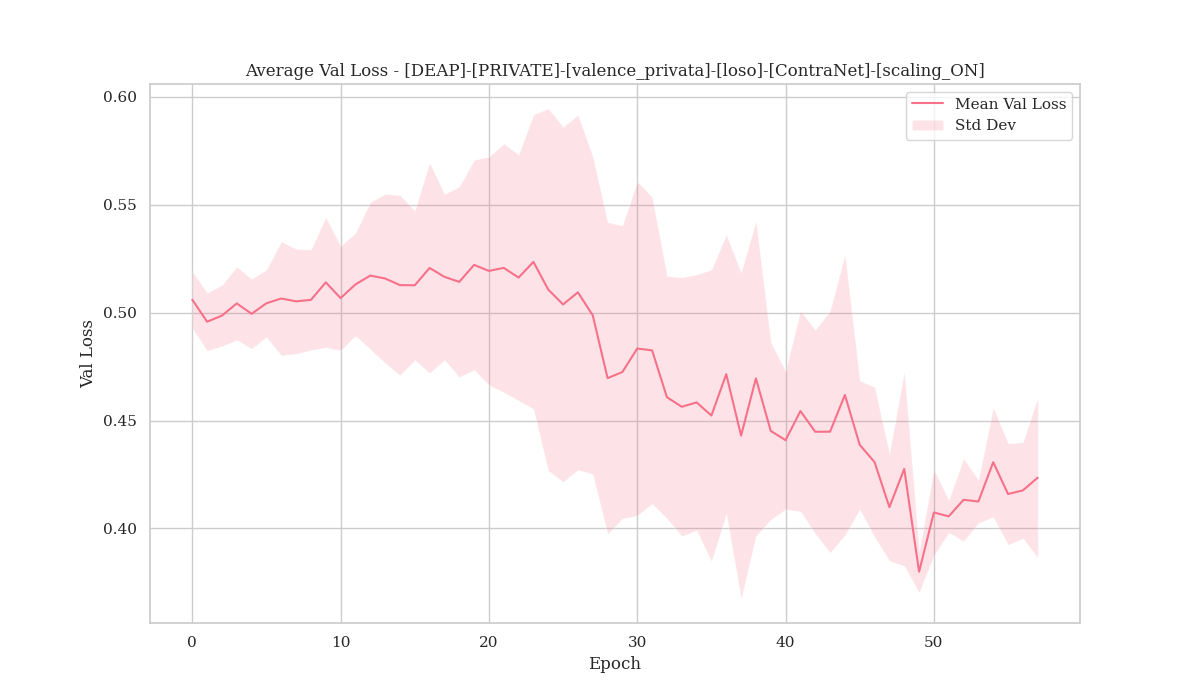 Average Val Loss - [DEAP]-[PRIVATE]-[valence_privata]-[loso]-[ContraNet]-[scaling_ON]
Mean Val Loss
Std Dev
0.60
0.55
0.50
0.45
0.40
Val Loss
0 10 20 30 40 50
Epoch